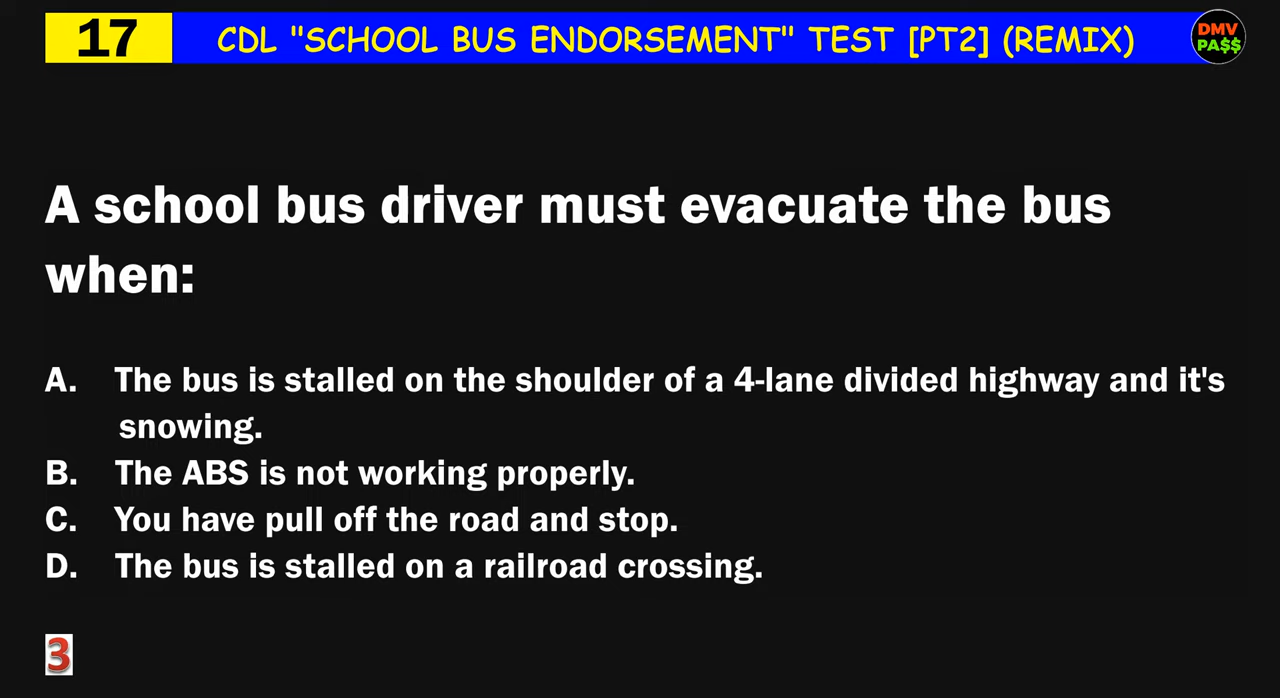 17
CDL "SCHOOL BUS ENDORSEMENT" TEST [PT2] (REMIX)
DMV
PA$$
A school bus driver must evacuate the bus
when:
A. The bus is stalled on the shoulder of a 4-lane divided highway and it's
snowing.
B. The ABS is not working properly.
C. You have pull off the road and stop.
D. The bus is stalled on a railroad crossing.
3